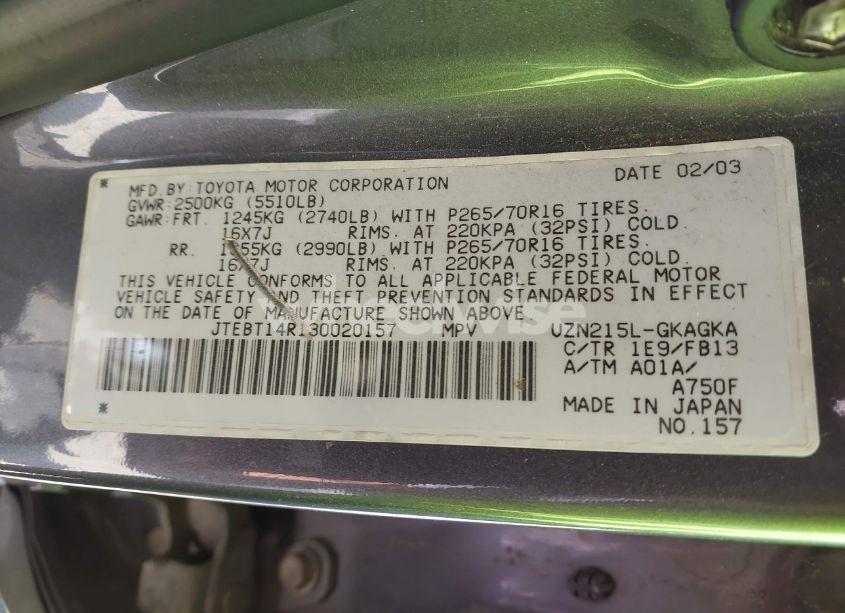 DATE 02/03
MFD.BY:TOYOTA MOTOR CORPORATION
GVWR:2500KG (5510LB)
GAWR:FRT. 1245KG (2740LB) WITH P265/70R16 TIRES.
16X7J RIMS. AT 220KPA (32PSI) COLD
RR. 1355KG (2990LB) WITH P265/70R16 TIRES.
16X7J RIMS. AT 220KPA (32PSI) COLD
THIS VEHICLE CONFORMS TO ALL APPLICABLE FEDERAL MOTOR
VEHICLE SAFETY AND THEFT PREVENTION STANDARDS IN EFFECT
ON THE DATE OF MANUFACTURE SHOWN ABOVE.
JTEBT14R130020157 MPV UZN215L-GKAGKA
C/TR 1E9/FB13
A/TM A01A/
A750F
MADE IN JAPAN
NO.157